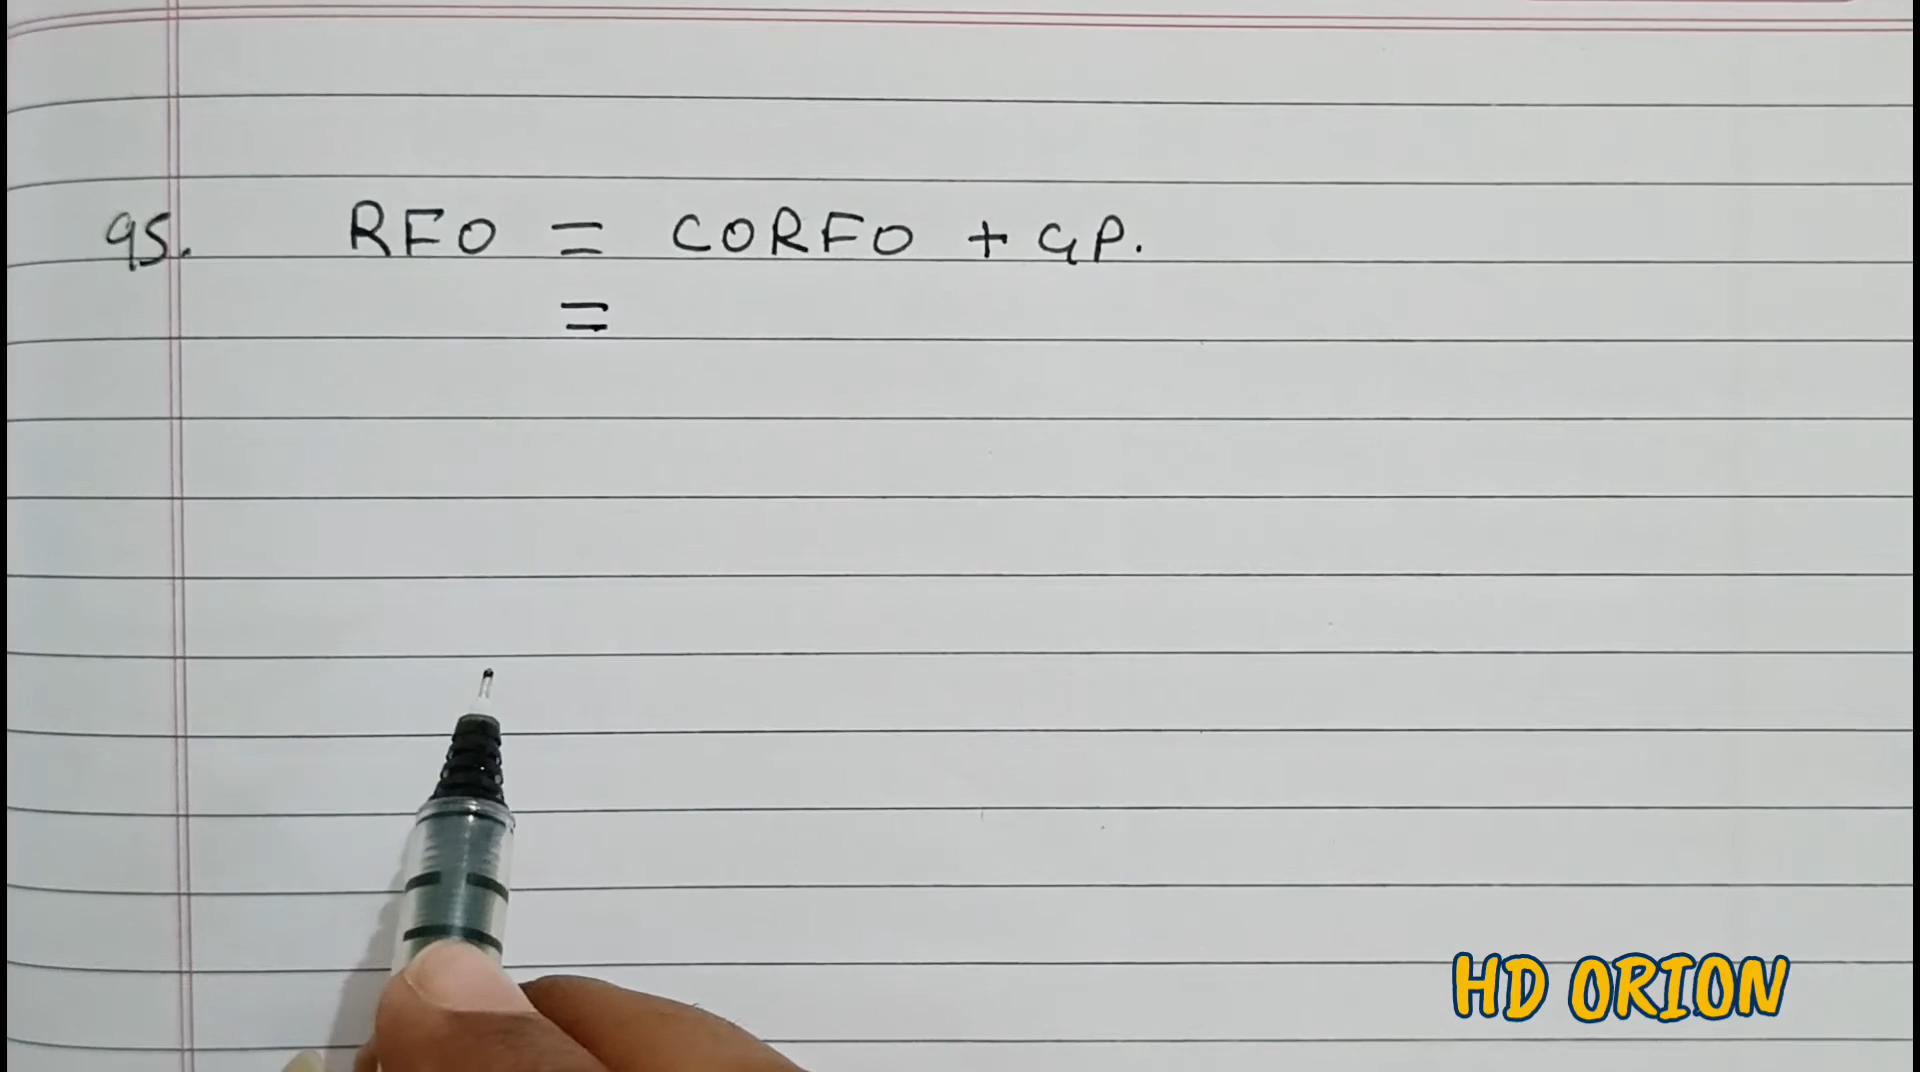 95. RFO = CORFO + GP.
=
HD ORION